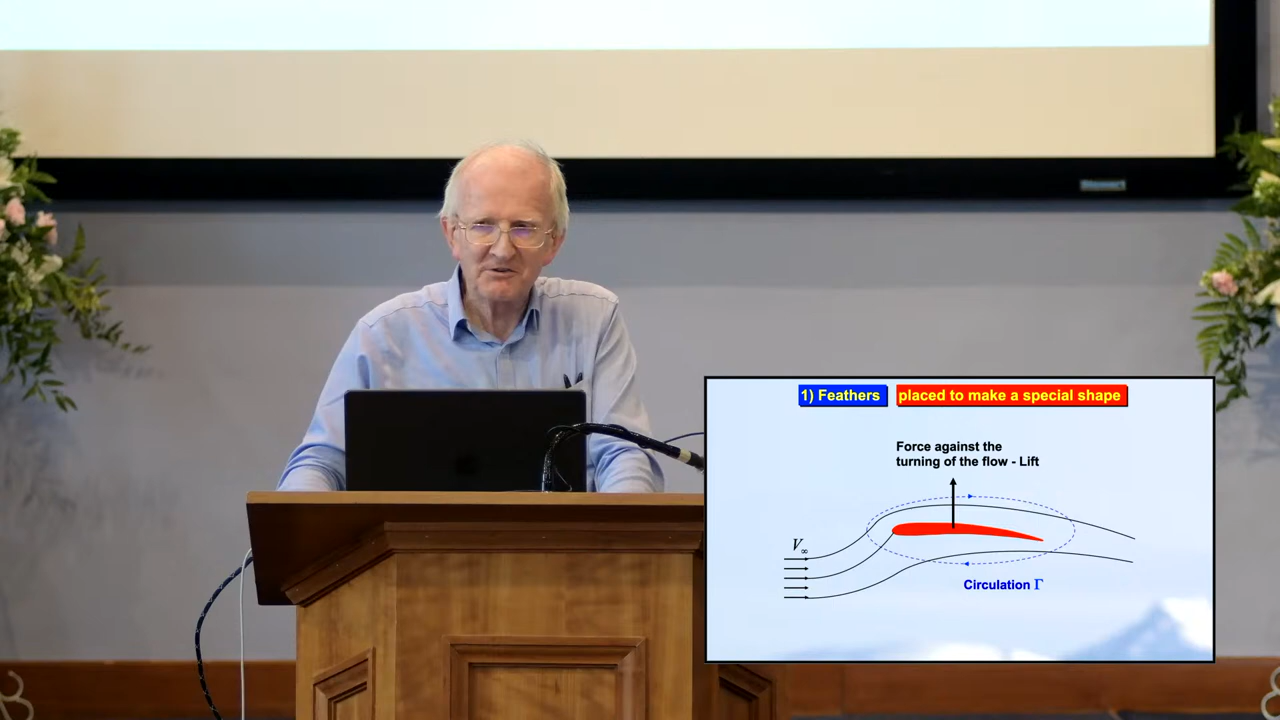 1) Feathers placed to make a special shape
Force against the
turning of the flow - Lift
V∞
Circulation Γ